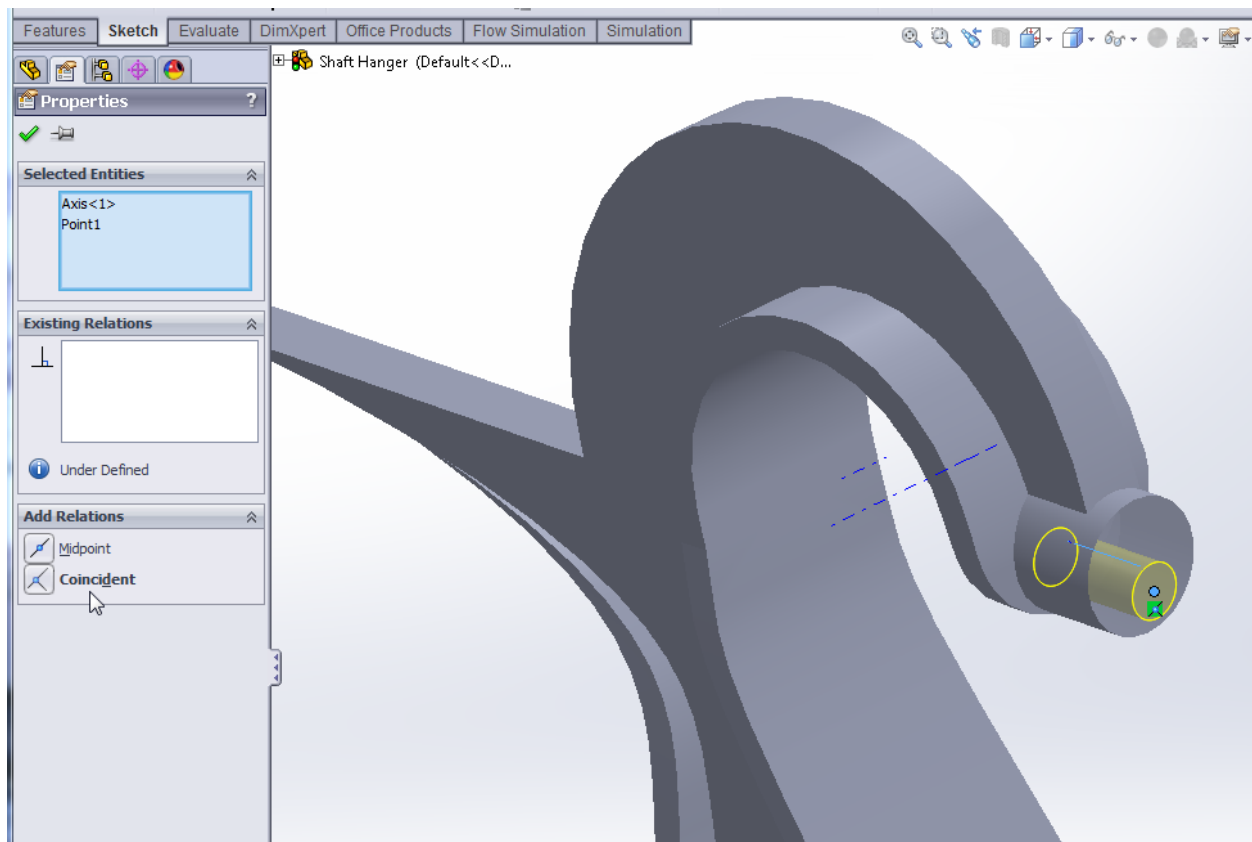 Features Sketch Evaluate DimXpert Office Products Flow Simulation Simulation
Shaft Hanger (Default<<D...
Properties ?
Selected Entities
Axis<1>
Point1
Existing Relations
Under Defined
Add Relations
Midpoint
Coincident